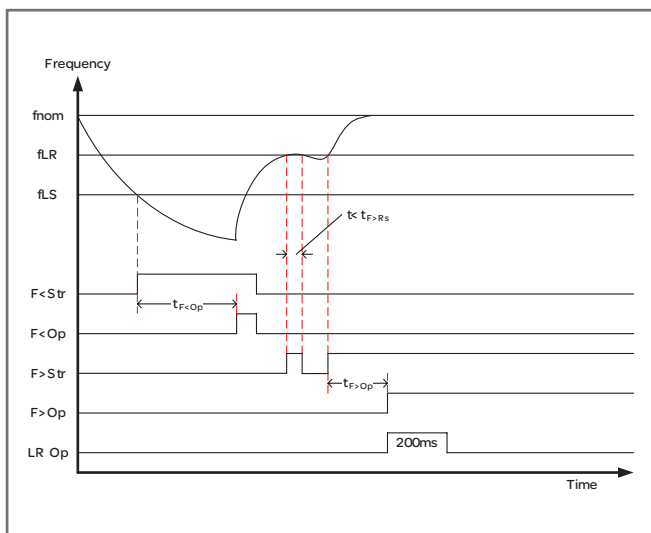 Frequency
fnom
fLR
fLS
t< tF>Rs
F<Str
tF<Op
F<Op
F>Str
tF>Op
F>Op
200ms
LR Op
Time